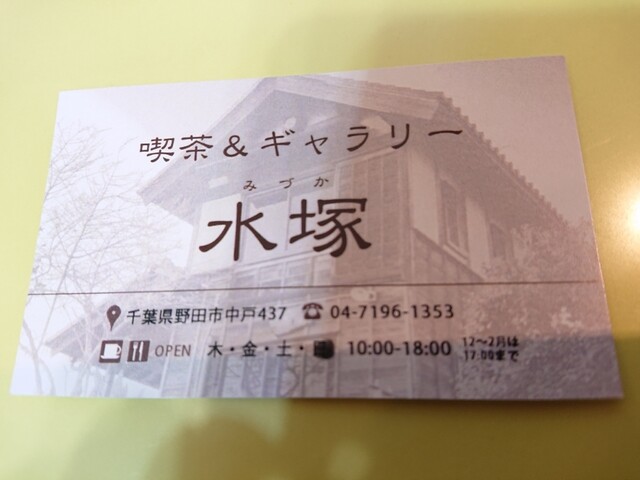 喫茶＆ギャラリー
みづか
水塚
千葉県野田市中戸437 ☎ 04-7196-1353
OPEN 木・金・土・ 10:00-18:00 12～2月は
17:00まで